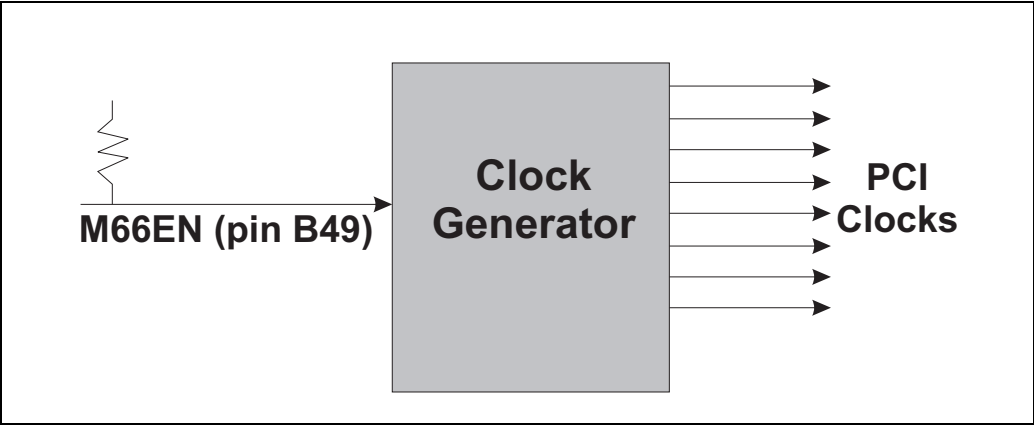 M66EN (pin B49)
Clock
Generator
PCI
Clocks